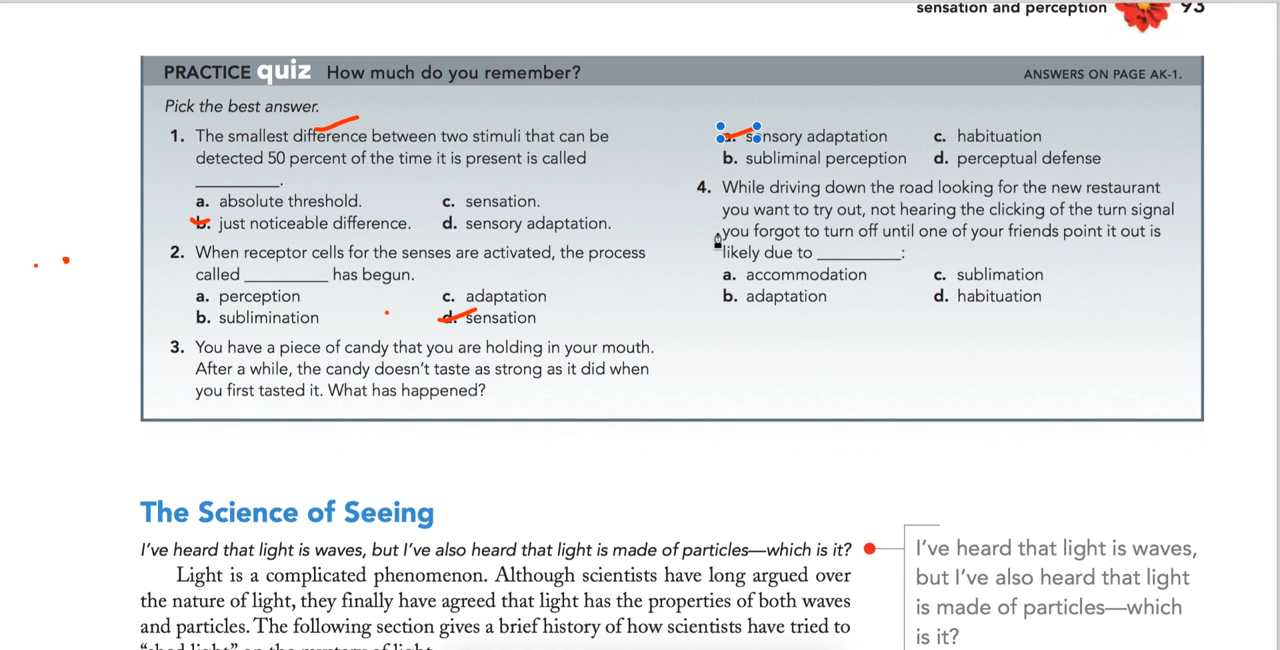 sensation and perception 93
PRACTICE quiz How much do you remember? ANSWERS ON PAGE AK-1.
Pick the best answer.
1. The smallest difference between two stimuli that can be
detected 50 percent of the time it is present is called
__________.
a. absolute threshold. c. sensation.
b. just noticeable difference. d. sensory adaptation.
2. When receptor cells for the senses are activated, the process
called __________ has begun.
a. perception c. adaptation
b. sublimination d. sensation
3. You have a piece of candy that you are holding in your mouth.
After a while, the candy doesn't taste as strong as it did when
you first tasted it. What has happened?
a. sensory adaptation c. habituation
b. subliminal perception d. perceptual defense
4. While driving down the road looking for the new restaurant
you want to try out, not hearing the clicking of the turn signal
you forgot to turn off until one of your friends point it out is
likely due to __________:
a. accommodation c. sublimation
b. adaptation d. habituation
The Science of Seeing
I've heard that light is waves, but I've also heard that light is made of particles—which is it?
Light is a complicated phenomenon. Although scientists have long argued over
the nature of light, they finally have agreed that light has the properties of both waves
and particles. The following section gives a brief history of how scientists have tried to
I've heard that light is waves,
but I've also heard that light
is made of particles—which
is it?